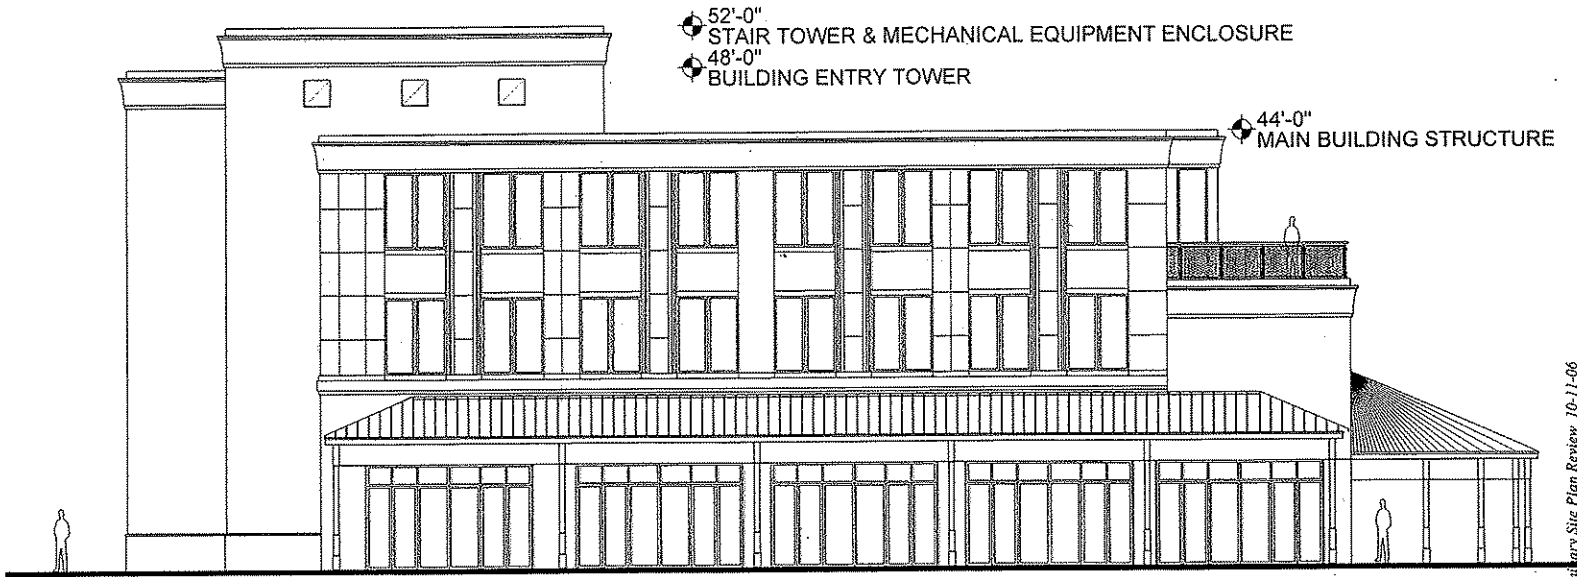 52'-0"
STAIR TOWER & MECHANICAL EQUIPMENT ENCLOSURE
48'-0"
BUILDING ENTRY TOWER
44'-0"
MAIN BUILDING STRUCTURE
Site Plan Review 10-11-06